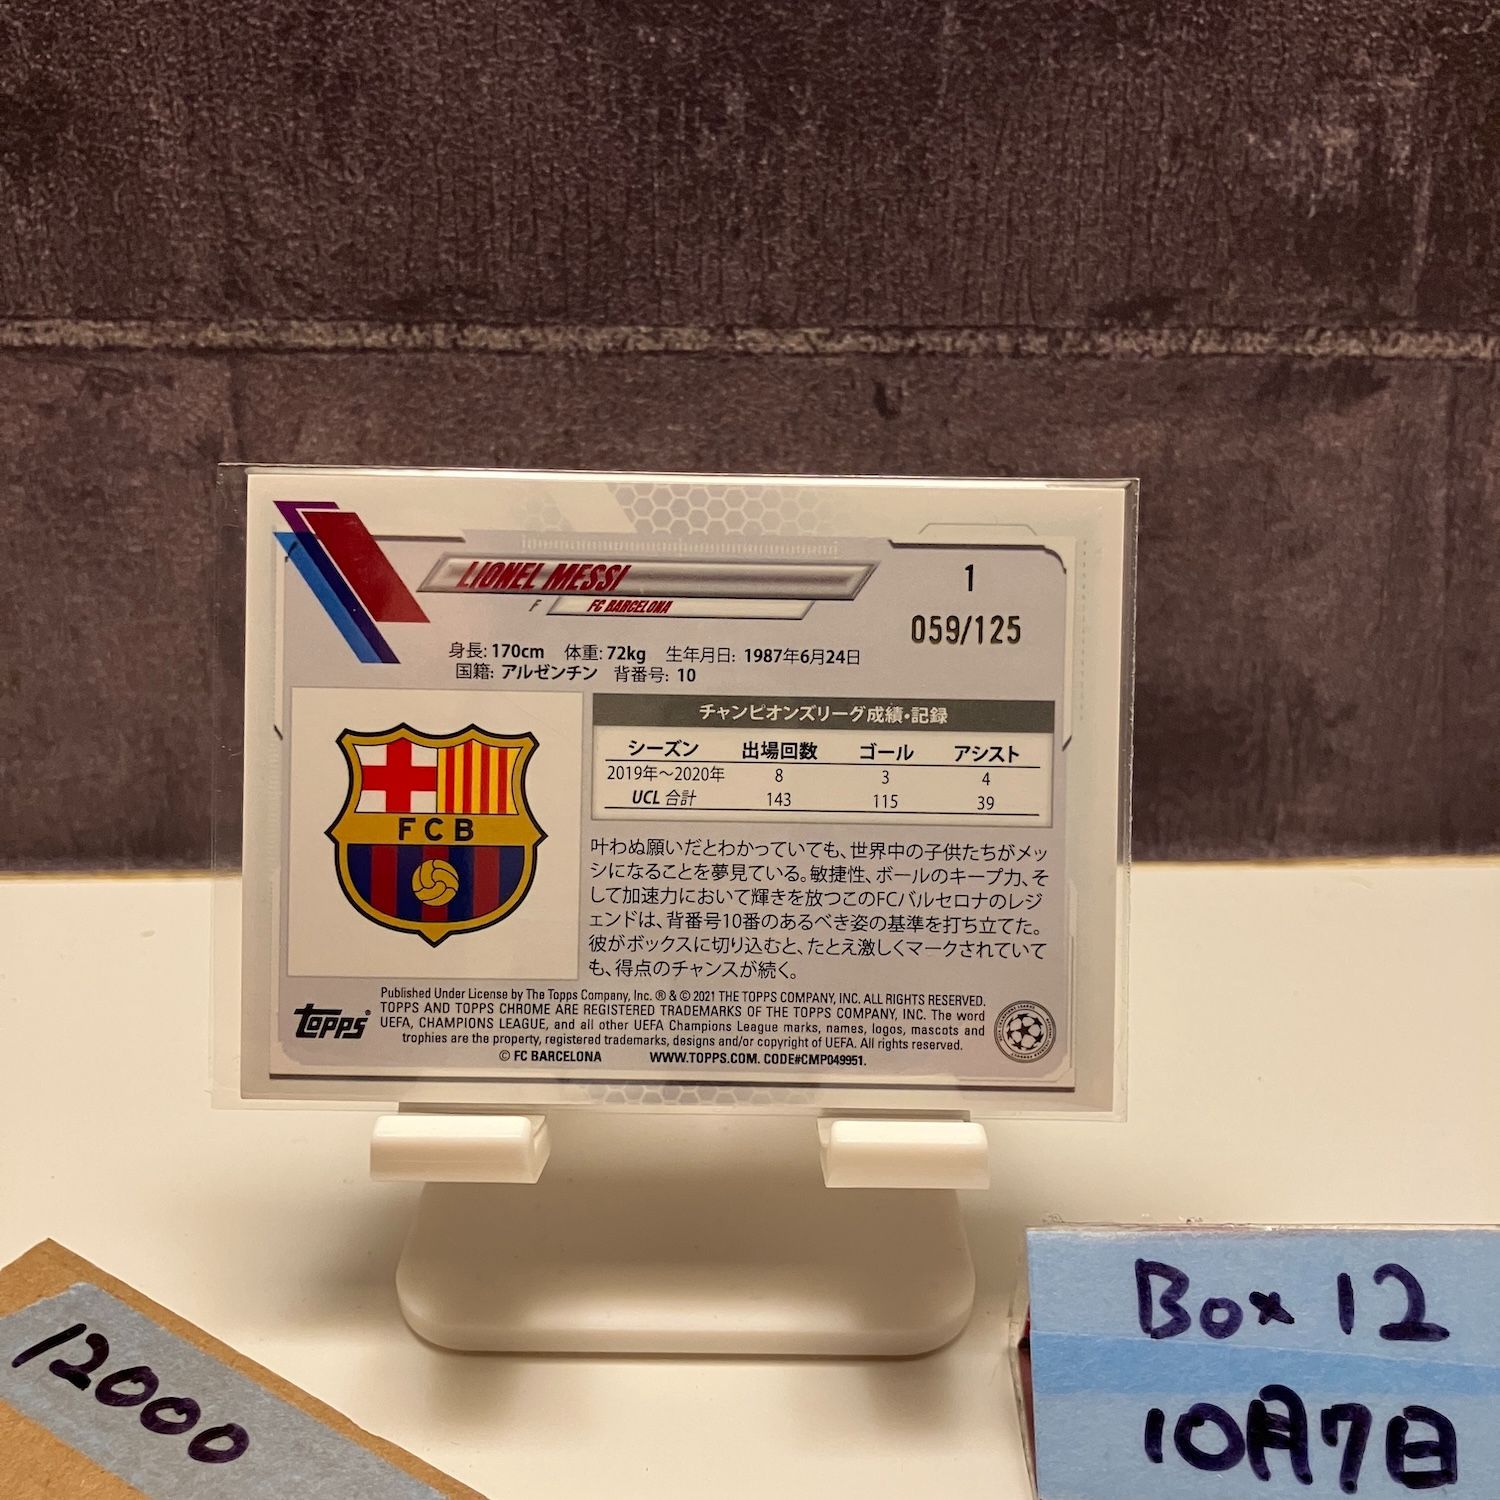 LIONEL MESSI
1
F FC BARCELONA
059/125
身長: 170cm 体重: 72kg 生年月日: 1987年6月24日
国籍: アルゼンチン 背番号: 10
チャンピオンズリーグ成績・記録
シーズン 出場回数 ゴール アシスト
2019年〜2020年 8 3 4
UCL 合計 143 115 39
FCB
叶わぬ願いだとわかっていても、世界中の子供たちがメッ
シになることを夢見ている。敏捷性、ボールのキープ力、そ
して加速力において輝きを放つこのFCバルセロナのレジ
ェンドは、背番号10番のあるべき姿の基準を打ち立てた。
彼がボックスに切り込むと、たとえ激しくマークされていて
も、得点のチャンスが続く。
Topps®
Published Under License by The Topps Company, Inc. ® & © 2021 THE TOPPS COMPANY, INC. ALL RIGHTS RESERVED.
TOPPS AND TOPPS CHROME ARE REGISTERED TRADEMARKS OF THE TOPPS COMPANY, INC. The word
UEFA, CHAMPIONS LEAGUE, and all other UEFA Champions League marks, names, logos, mascots and
trophies are the property, registered trademarks, designs and/or copyright of UEFA. All rights reserved.
© FC BARCELONA WWW.TOPPS.COM. CODE#CMP049951.
12000
Box 12
10月7日